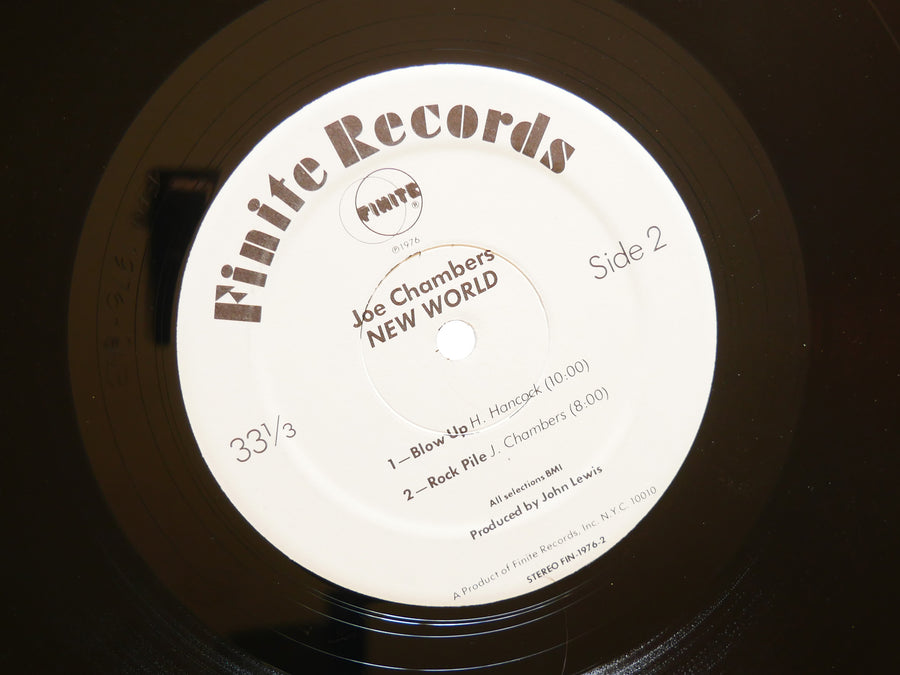 Finite Records
FINITE ®
℗1976
Joe Chambers
NEW WORLD
Side 2
33⅓
1—Blow Up H. Hancock (10:00)
2—Rock Pile J. Chambers (8:00)
All selections BMI
Produced by John Lewis
A Product of Finite Records, Inc. N.Y.C. 10010
STEREO FIN-1976-2